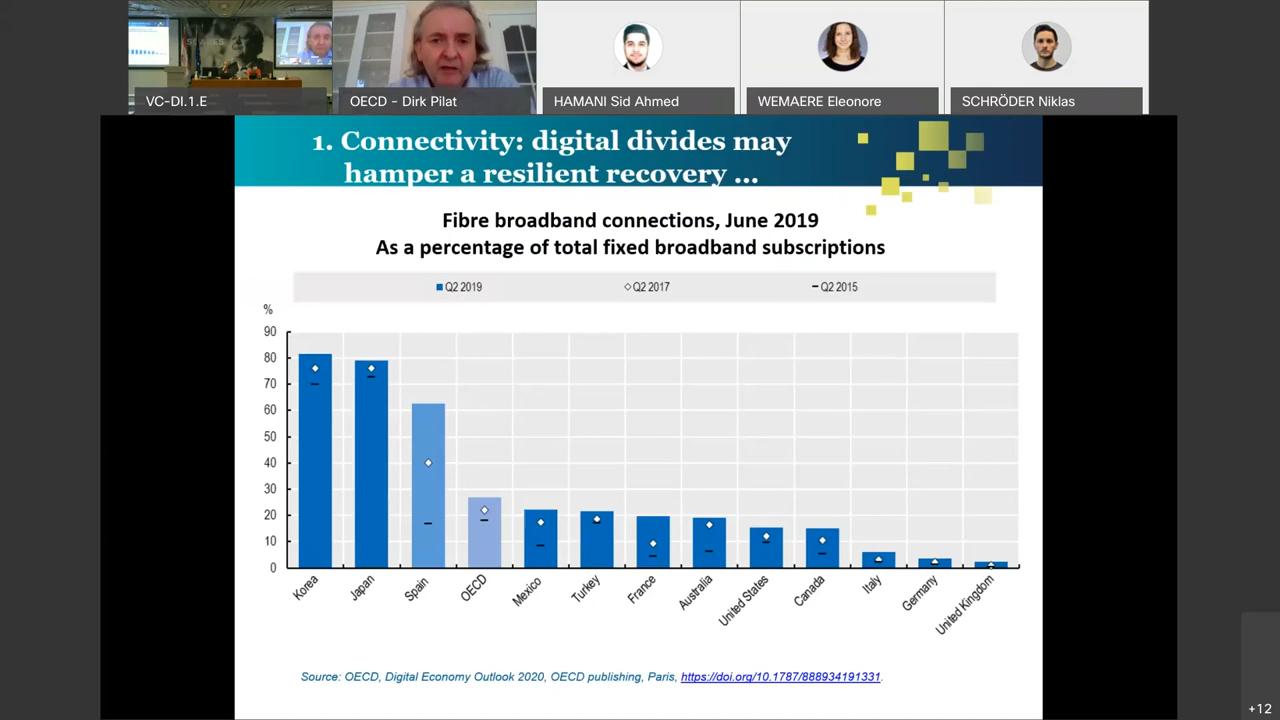 VC-DI.1.E
OECD - Dirk Pilat
HAMANI Sid Ahmed
WEMAERE Eleonore
SCHRÖDER Niklas
1. Connectivity: digital divides may
hamper a resilient recovery ...
Fibre broadband connections, June 2019
As a percentage of total fixed broadband subscriptions
Q2 2019
Q2 2017
Q2 2015
%
90
80
70
60
50
40
30
20
10
0
Korea
Japan
Spain
OECD
Mexico
Turkey
France
Australia
United States
Canada
Italy
Germany
United Kingdom
Source: OECD, Digital Economy Outlook 2020, OECD publishing, Paris, https://doi.org/10.1787/888934191331.
+12